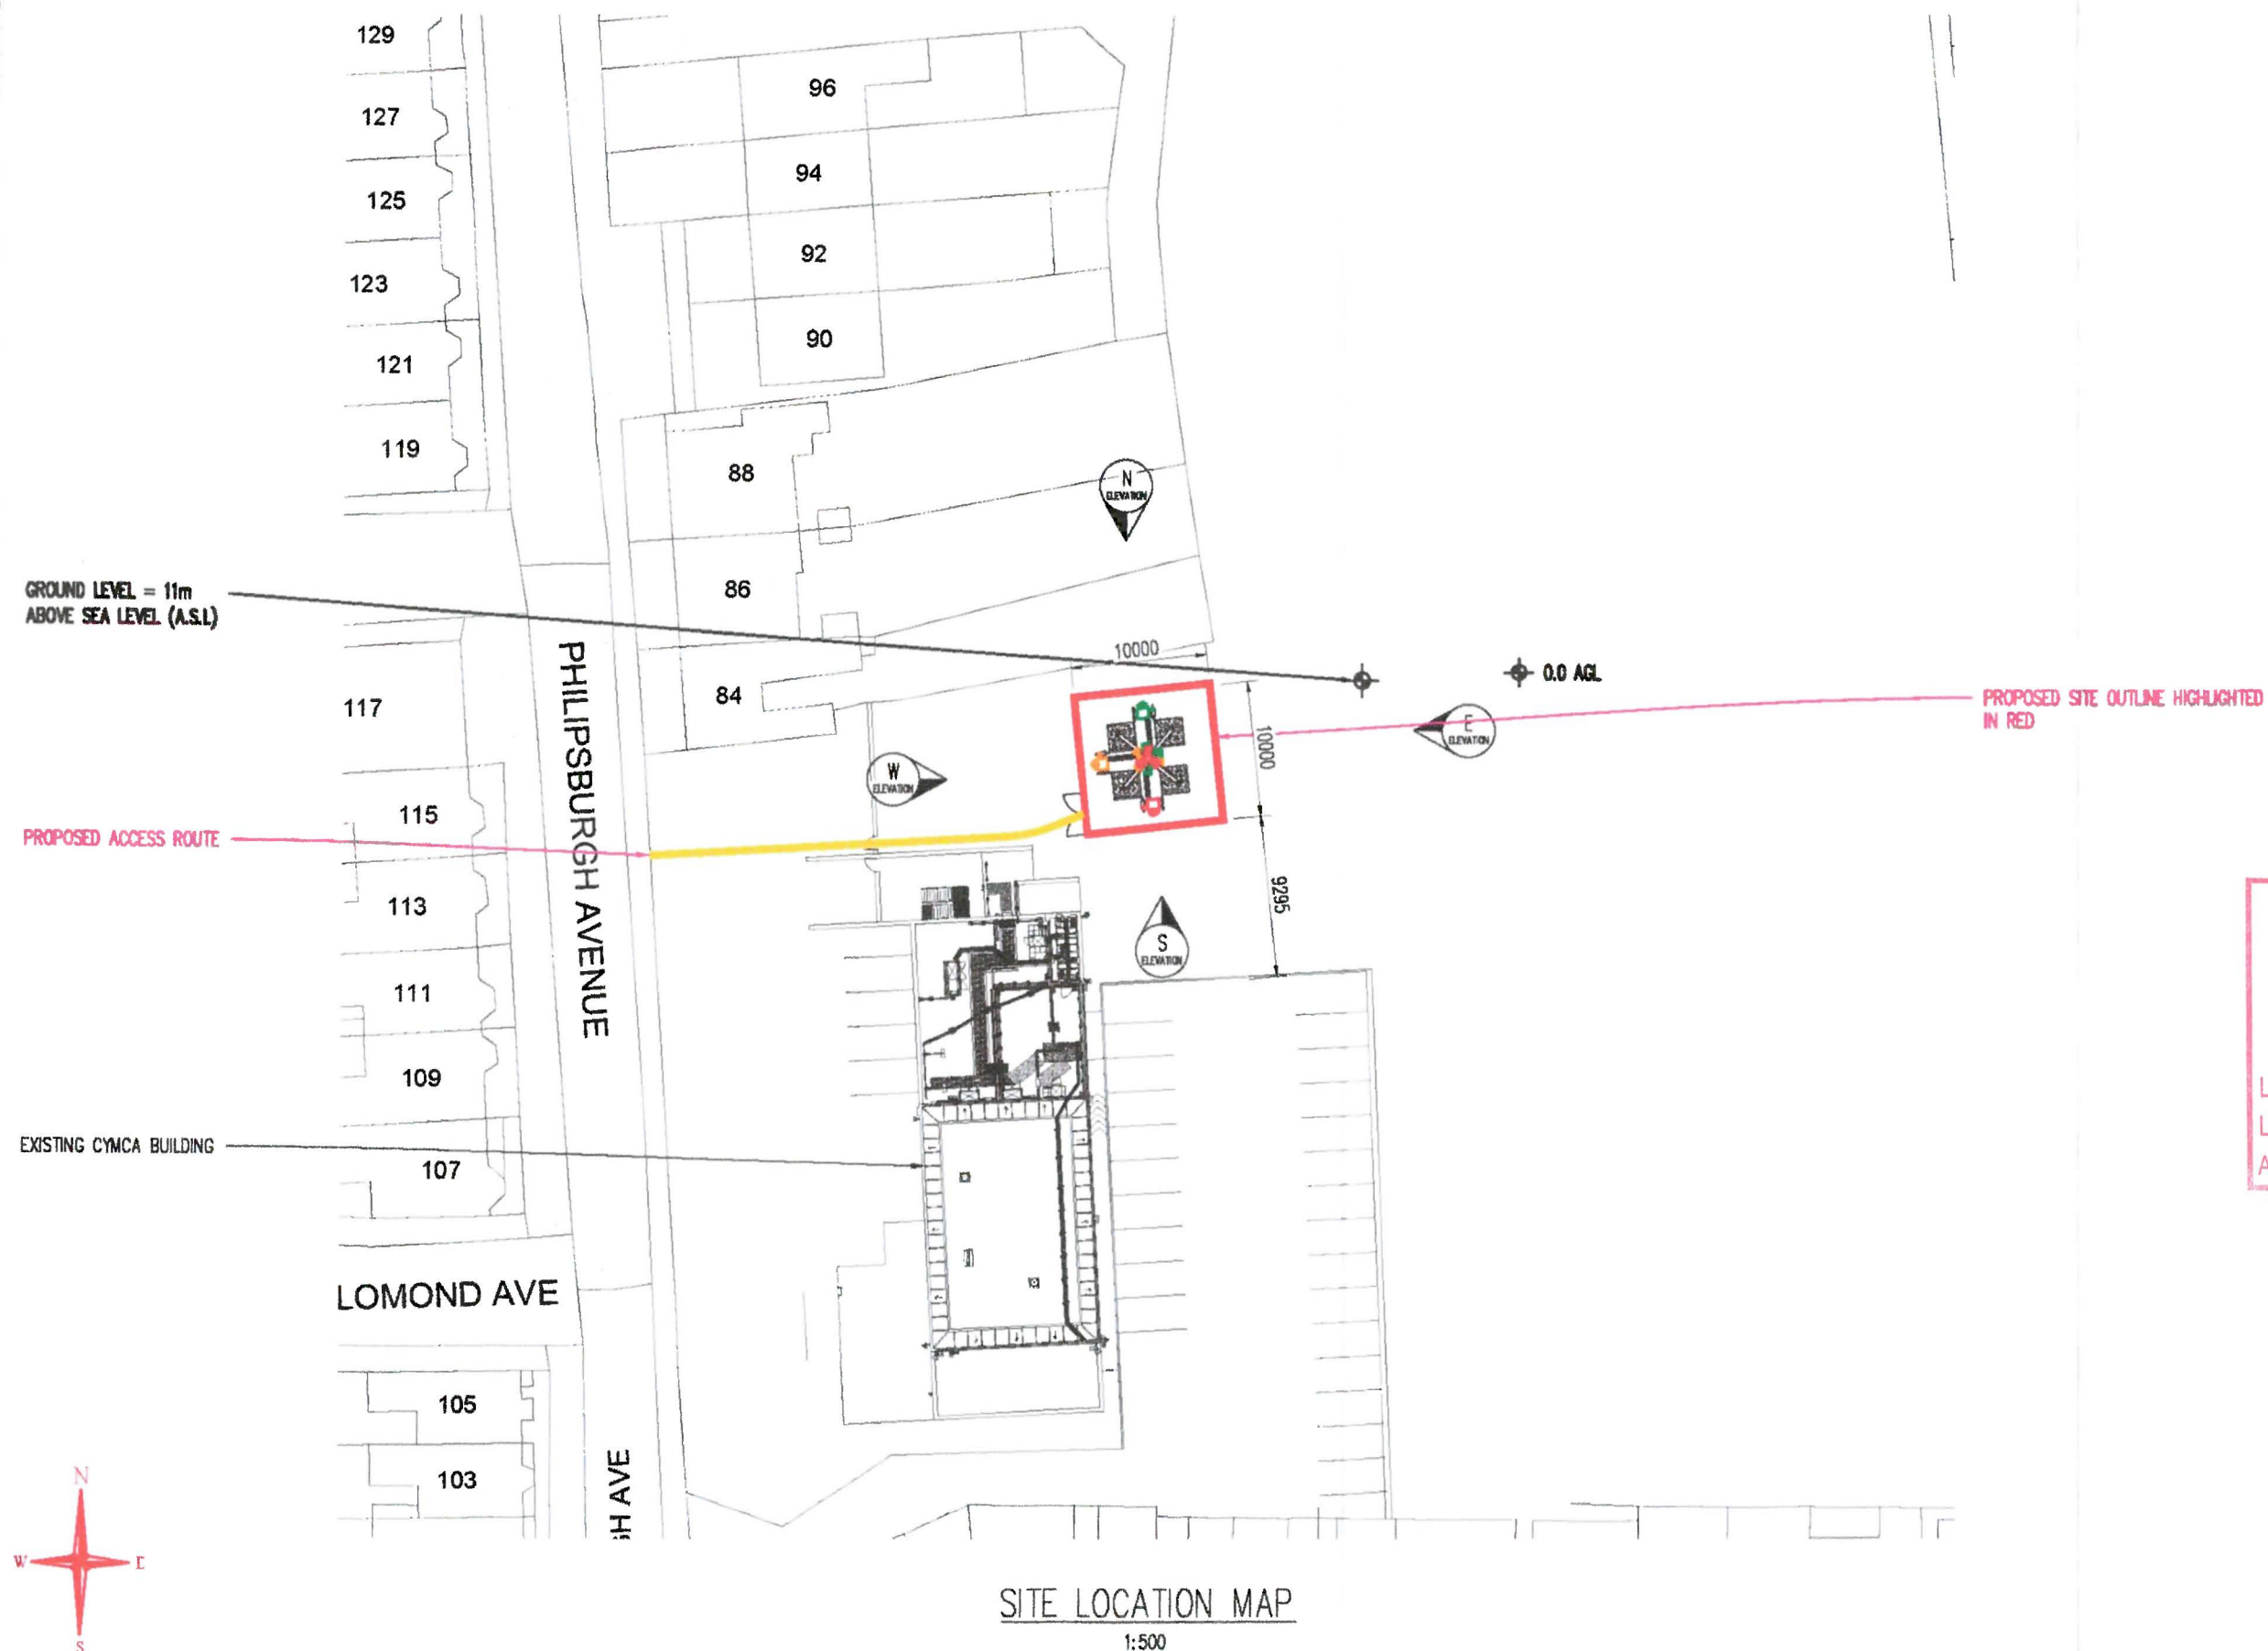 129
127
125
123
121
119
96
94
92
90
88
86
84
N
ELEVATION
GROUND LEVEL = 11m
ABOVE SEA LEVEL (A.S.L)
10000
0.0 AGL
PROPOSED SITE OUTLINE HIGHLIGHTED
IN RED
E
ELEVATION
10000
W
ELEVATION
117
PHILIPSBURGH AVENUE
115
PROPOSED ACCESS ROUTE
113
9295
S
ELEVATION
111
109
EXISTING CYMCA BUILDING
107
LOMOND AVE
105
103
GH AVE
L
L
A
N
W
E
S
SITE LOCATION MAP
1:500